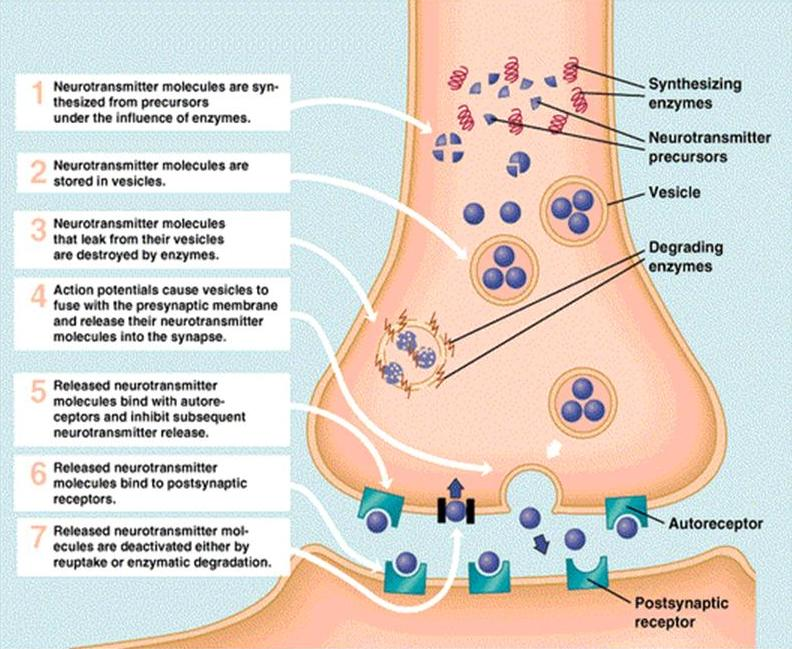 1 Neurotransmitter molecules are syn-
thesized from precursors
under the influence of enzymes.
2 Neurotransmitter molecules are
stored in vesicles.
3 Neurotransmitter molecules
that leak from their vesicles
are destroyed by enzymes.
4 Action potentials cause vesicles to
fuse with the presynaptic membrane
and release their neurotransmitter
molecules into the synapse.
5 Released neurotransmitter
molecules bind with autore-
ceptors and inhibit subsequent
neurotransmitter release.
6 Released neurotransmitter
molecules bind to postsynaptic
receptors.
7 Released neurotransmitter mol-
ecules are deactivated either by
reuptake or enzymatic degradation.
Synthesizing
enzymes
Neurotransmitter
precursors
Vesicle
Degrading
enzymes
Autoreceptor
Postsynaptic
receptor